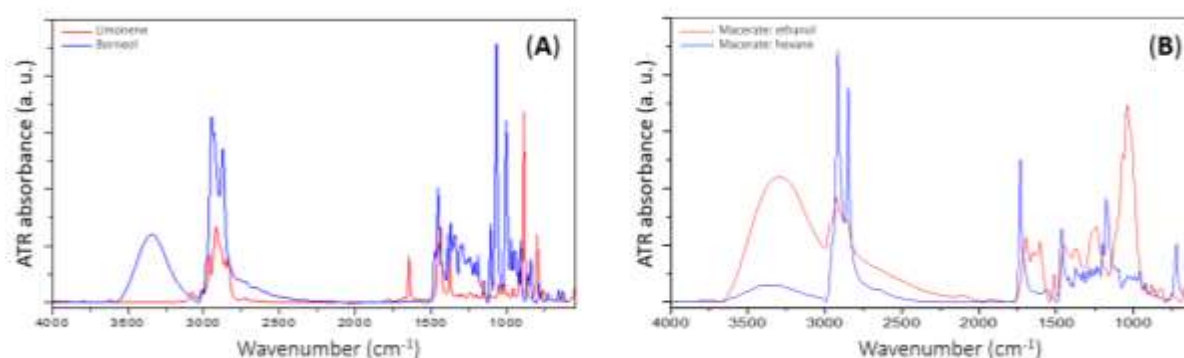 Limonene
Borneol
(A)
ATR absorbance (a. u.)
4000 3500 3000 2500 2000 1500 1000
Wavenumber (cm⁻¹)
Macerate: ethanol
Macerate: hexane
(B)
ATR absorbance (a. u.)
4000 3500 3000 2500 2000 1500 1000
Wavenumber (cm⁻¹)